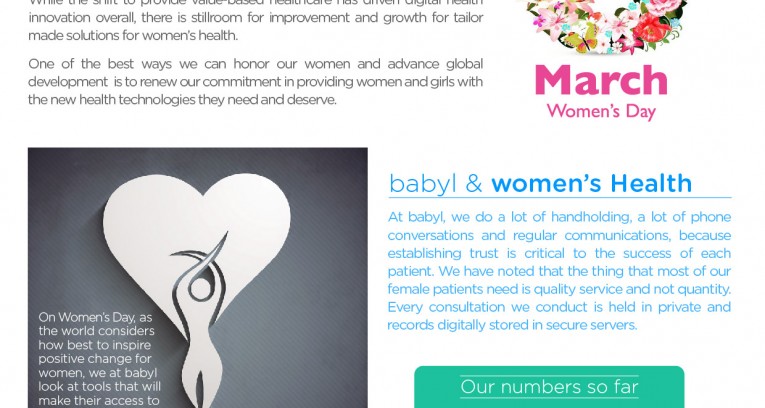 While the shift to provide value-based healthcare has driven digital health
innovation overall, there is stillroom for improvement and growth for tailor
made solutions for women's health.
One of the best ways we can honor our women and advance global
development is to renew our commitment in providing women and girls with
the new health technologies they need and deserve.
March
Women's Day
On Women's Day, as
the world considers
how best to inspire
positive change for
women, we at babyl
look at tools that will
make their access to
babyl & women's Health
At babyl, we do a lot of handholding, a lot of phone
conversations and regular communications, because
establishing trust is critical to the success of each
patient. We have noted that the thing that most of our
female patients need is quality service and not quantity.
Every consultation we conduct is held in private and
records digitally stored in secure servers.
Our numbers so far